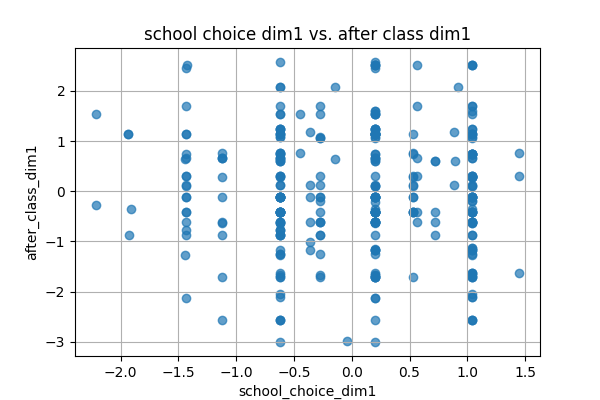 school choice dim1 vs. after class dim1
after_class_dim1
2
1
0
−1
−2
−3
−2.0 −1.5 −1.0 −0.5 0.0 0.5 1.0 1.5
school_choice_dim1